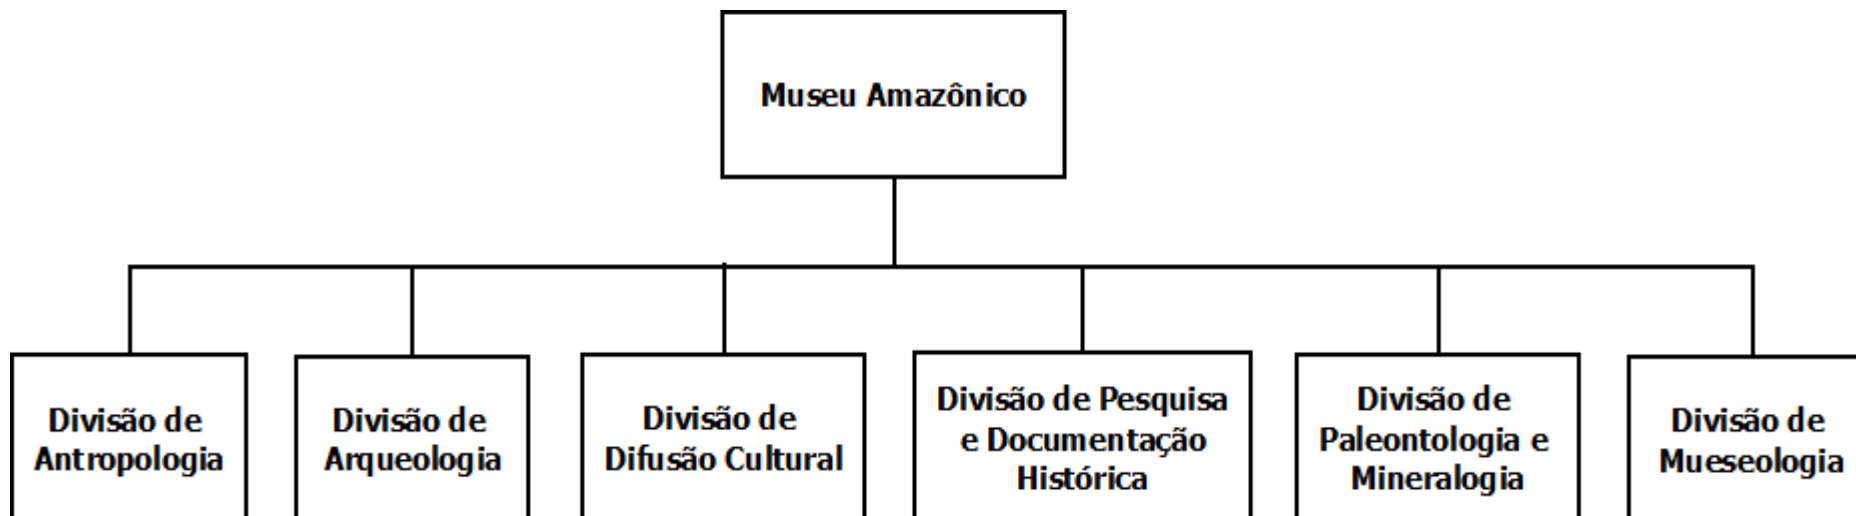 Museu Amazônico
Divisão de
Antropologia
Divisão de
Arqueologia
Divisão de
Difusão Cultural
Divisão de Pesquisa
e Documentação
Histórica
Divisão de
Paleontologia e
Mineralogia
Divisão de
Mueseologia